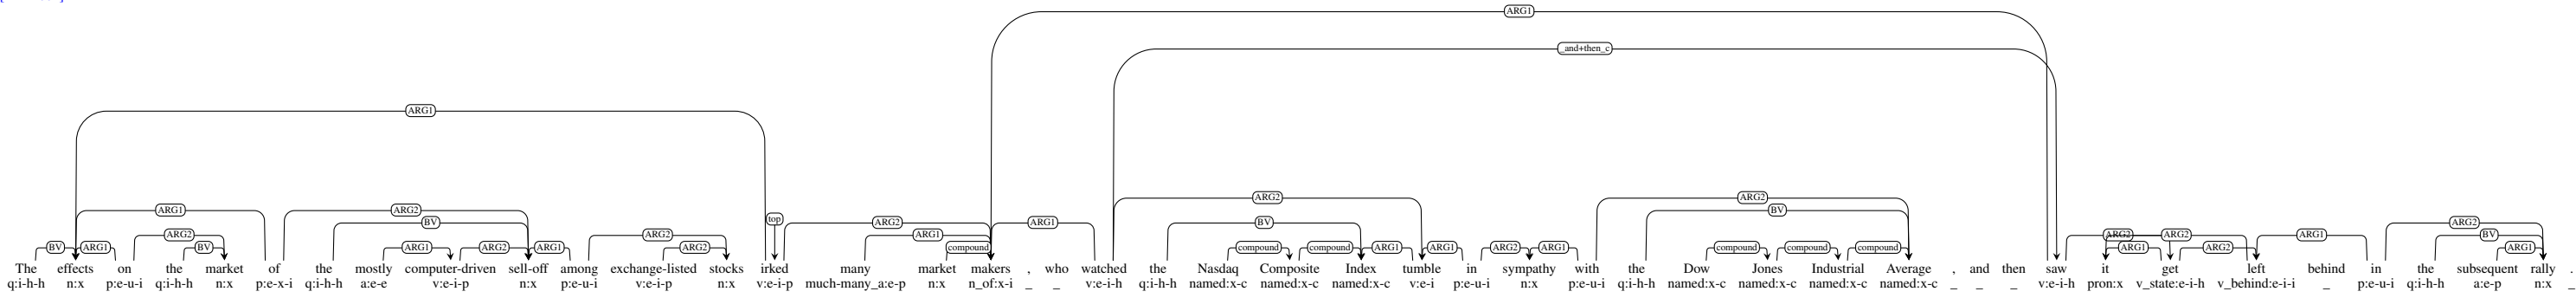 ARG1
_and+then_c
ARG1
ARG2 ARG2
top
ARG1 ARG2 BV
BV ARG2 BV ARG2 ARG1 BV ARG2
ARG2 ARG2 ARG1 ARG2 ARG2 ARG1 BV
BV ARG1 BV ARG1 ARG2 ARG1 ARG2 compound compound compound ARG1 ARG1 ARG2 ARG1 compound compound compound ARG1 ARG2 ARG1
The effects on the market of the mostly computer-driven sell-off among exchange-listed stocks irked many market makers , who watched the Nasdaq Composite Index tumble in sympathy with the Dow Jones Industrial Average , and then saw it get left behind in the subsequent rally .
q:i-h-h n:x p:e-u-i q:i-h-h n:x p:e-x-i q:i-h-h a:e-e v:e-i-p n:x p:e-u-i v:e-i-p n:x v:e-i-p much-many_a:e-p n:x n_of:x-i _ _ v:e-i-h q:i-h-h named:x-c named:x-c named:x-c v:e-i p:e-u-i n:x p:e-u-i q:i-h-h named:x-c named:x-c named:x-c named:x-c _ _ _ v:e-i-h pron:x v_state:e-i-h v_behind:e-i-i _ p:e-u-i q:i-h-h a:e-p n:x _